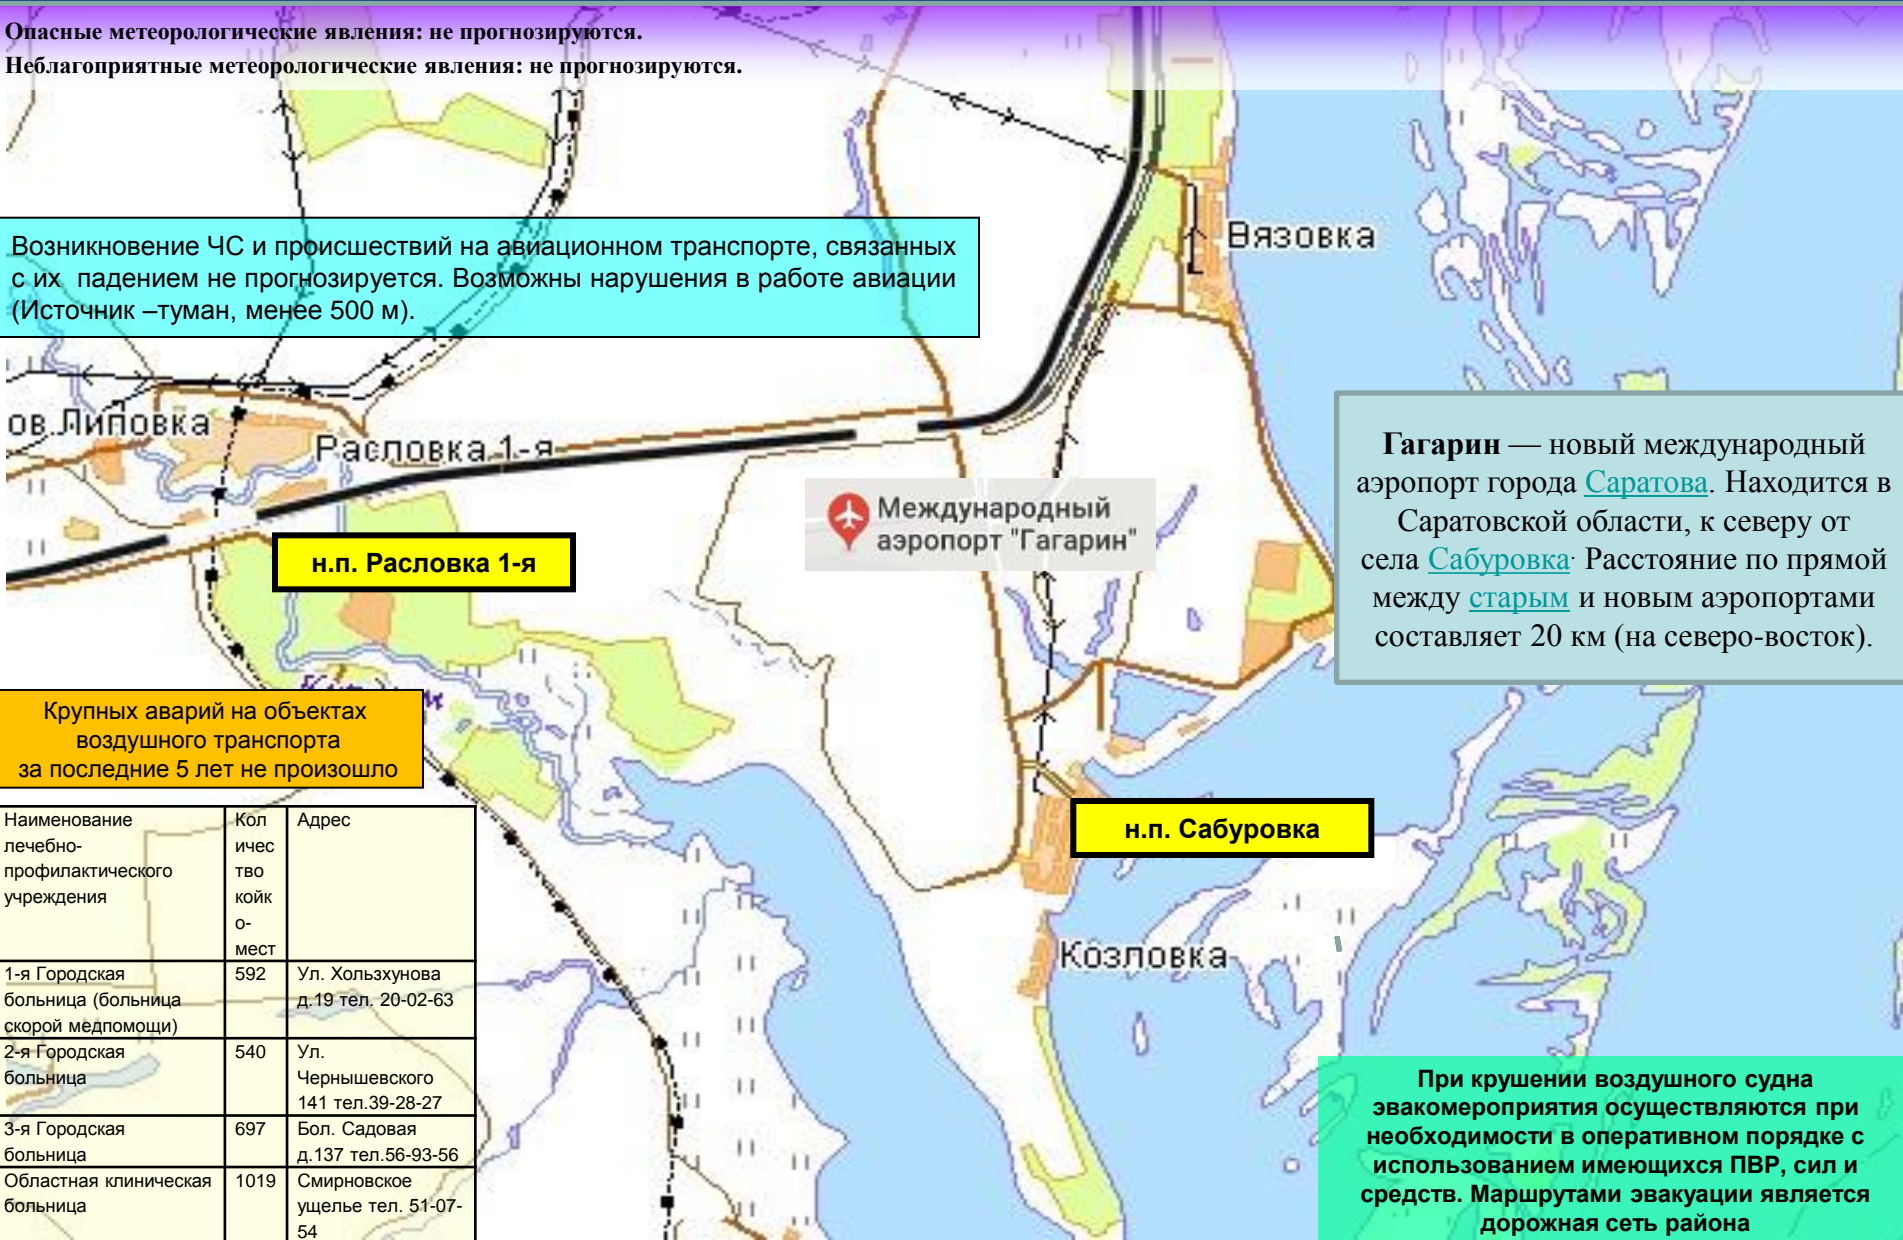 Опасные метеорологические явления: не прогнозируются.
Неблагоприятные метеорологические явления: не прогнозируются.
Возникновение ЧС и происшествий на авиационном транспорте, связанных
с их падением не прогнозируется. Возможны нарушения в работе авиации
(Источник –туман, менее 500 м).
Вязовка
ов.Липовка
Расловка 1-я
Международный
аэропорт "Гагарин"
Гагарин — новый международный
аэропорт города Саратова. Находится в
Саратовской области, к северу от
села Сабуровка. Расстояние по прямой
между старым и новым аэропортами
составляет 20 км (на северо-восток).
н.п. Расловка 1-я
Крупных аварий на объектах
воздушного транспорта
за последние 5 лет не произошло
н.п. Сабуровка
Козловка
Наименование
лечебно-
профилактического
учреждения
Кол
ичес
тво
койк
о-
мест
Адрес
1-я Городская
больница (больница
скорой медпомощи)
592
Ул. Хользхунова
д.19 тел. 20-02-63
2-я Городская
больница
540
Ул.
Чернышевского
141 тел.39-28-27
3-я Городская
больница
697
Бол. Садовая
д.137 тел.56-93-56
Областная клиническая
больница
1019
Смирновское
ущелье тел. 51-07-
54
При крушении воздушного судна
эвакомероприятия осуществляются при
необходимости в оперативном порядке с
использованием имеющихся ПВР, сил и
средств. Маршрутами эвакуации является
дорожная сеть района